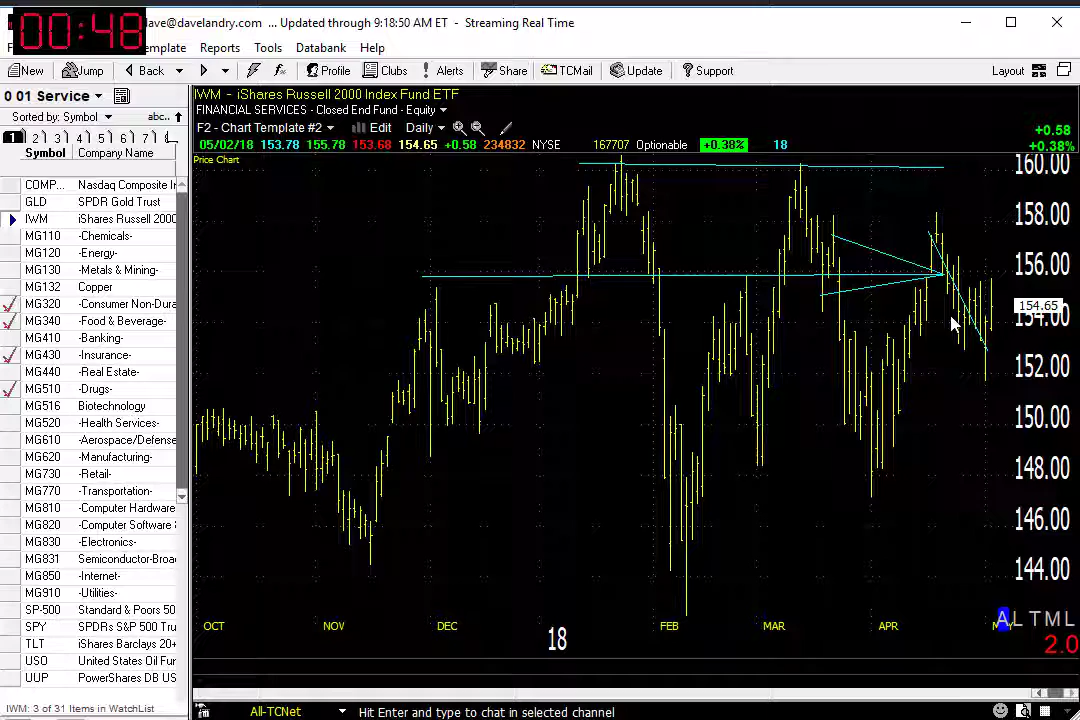 00:48
dave@davelandry.com ... Updated through 9:18:50 AM ET - Streaming Real Time
Template Reports Tools Databank Help
New Jump Back Profile Clubs Alerts Share TCMail Update Support Layout
0 01 Service
Sorted by: Symbol abc..
1 2 3 4 5 6 7
Symbol Company Name
COMP... Nasdaq Composite In
GLD SPDR Gold Trust
IWM iShares Russell 2000
MG110 -Chemicals-
MG120 -Energy-
MG130 -Metals & Mining-
MG132 Copper
MG320 -Consumer Non-Dura
MG340 -Food & Beverage-
MG410 -Banking-
MG430 -Insurance-
MG440 -Real Estate-
MG510 -Drugs-
MG516 Biotechnology
MG520 -Health Services-
MG610 -Aerospace/Defense
MG620 -Manufacturing-
MG730 -Retail-
MG770 -Transportation-
MG810 -Computer Hardware
MG820 -Computer Software &
MG830 -Electronics-
MG831 Semiconductor-Broa
MG850 -Internet-
MG910 -Utilities-
SP-500 Standard & Poors 50
SPY SPDRs S&P 500 Tru
TLT iShares Barclays 20+
USO United States Oil Fun
UUP PowerShares DB US
IWM: 3 of 31 Items in WatchList
IWM - iShares Russell 2000 Index Fund ETF
FINANCIAL SERVICES - Closed End Fund - Equity
F2 - Chart Template #2 Edit Daily
05/02/18 153.78 155.78 153.68 154.65 +0.58 234832 NYSE 167707 Optionable +0.38% 18
+0.58
+0.38%
Price Chart
160.00
158.00
156.00
154.65
154.00
152.00
150.00
148.00
146.00
144.00
OCT NOV DEC 18 FEB MAR APR
A L T M L
2.0
All-TCNet Hit Enter and type to chat in selected channel